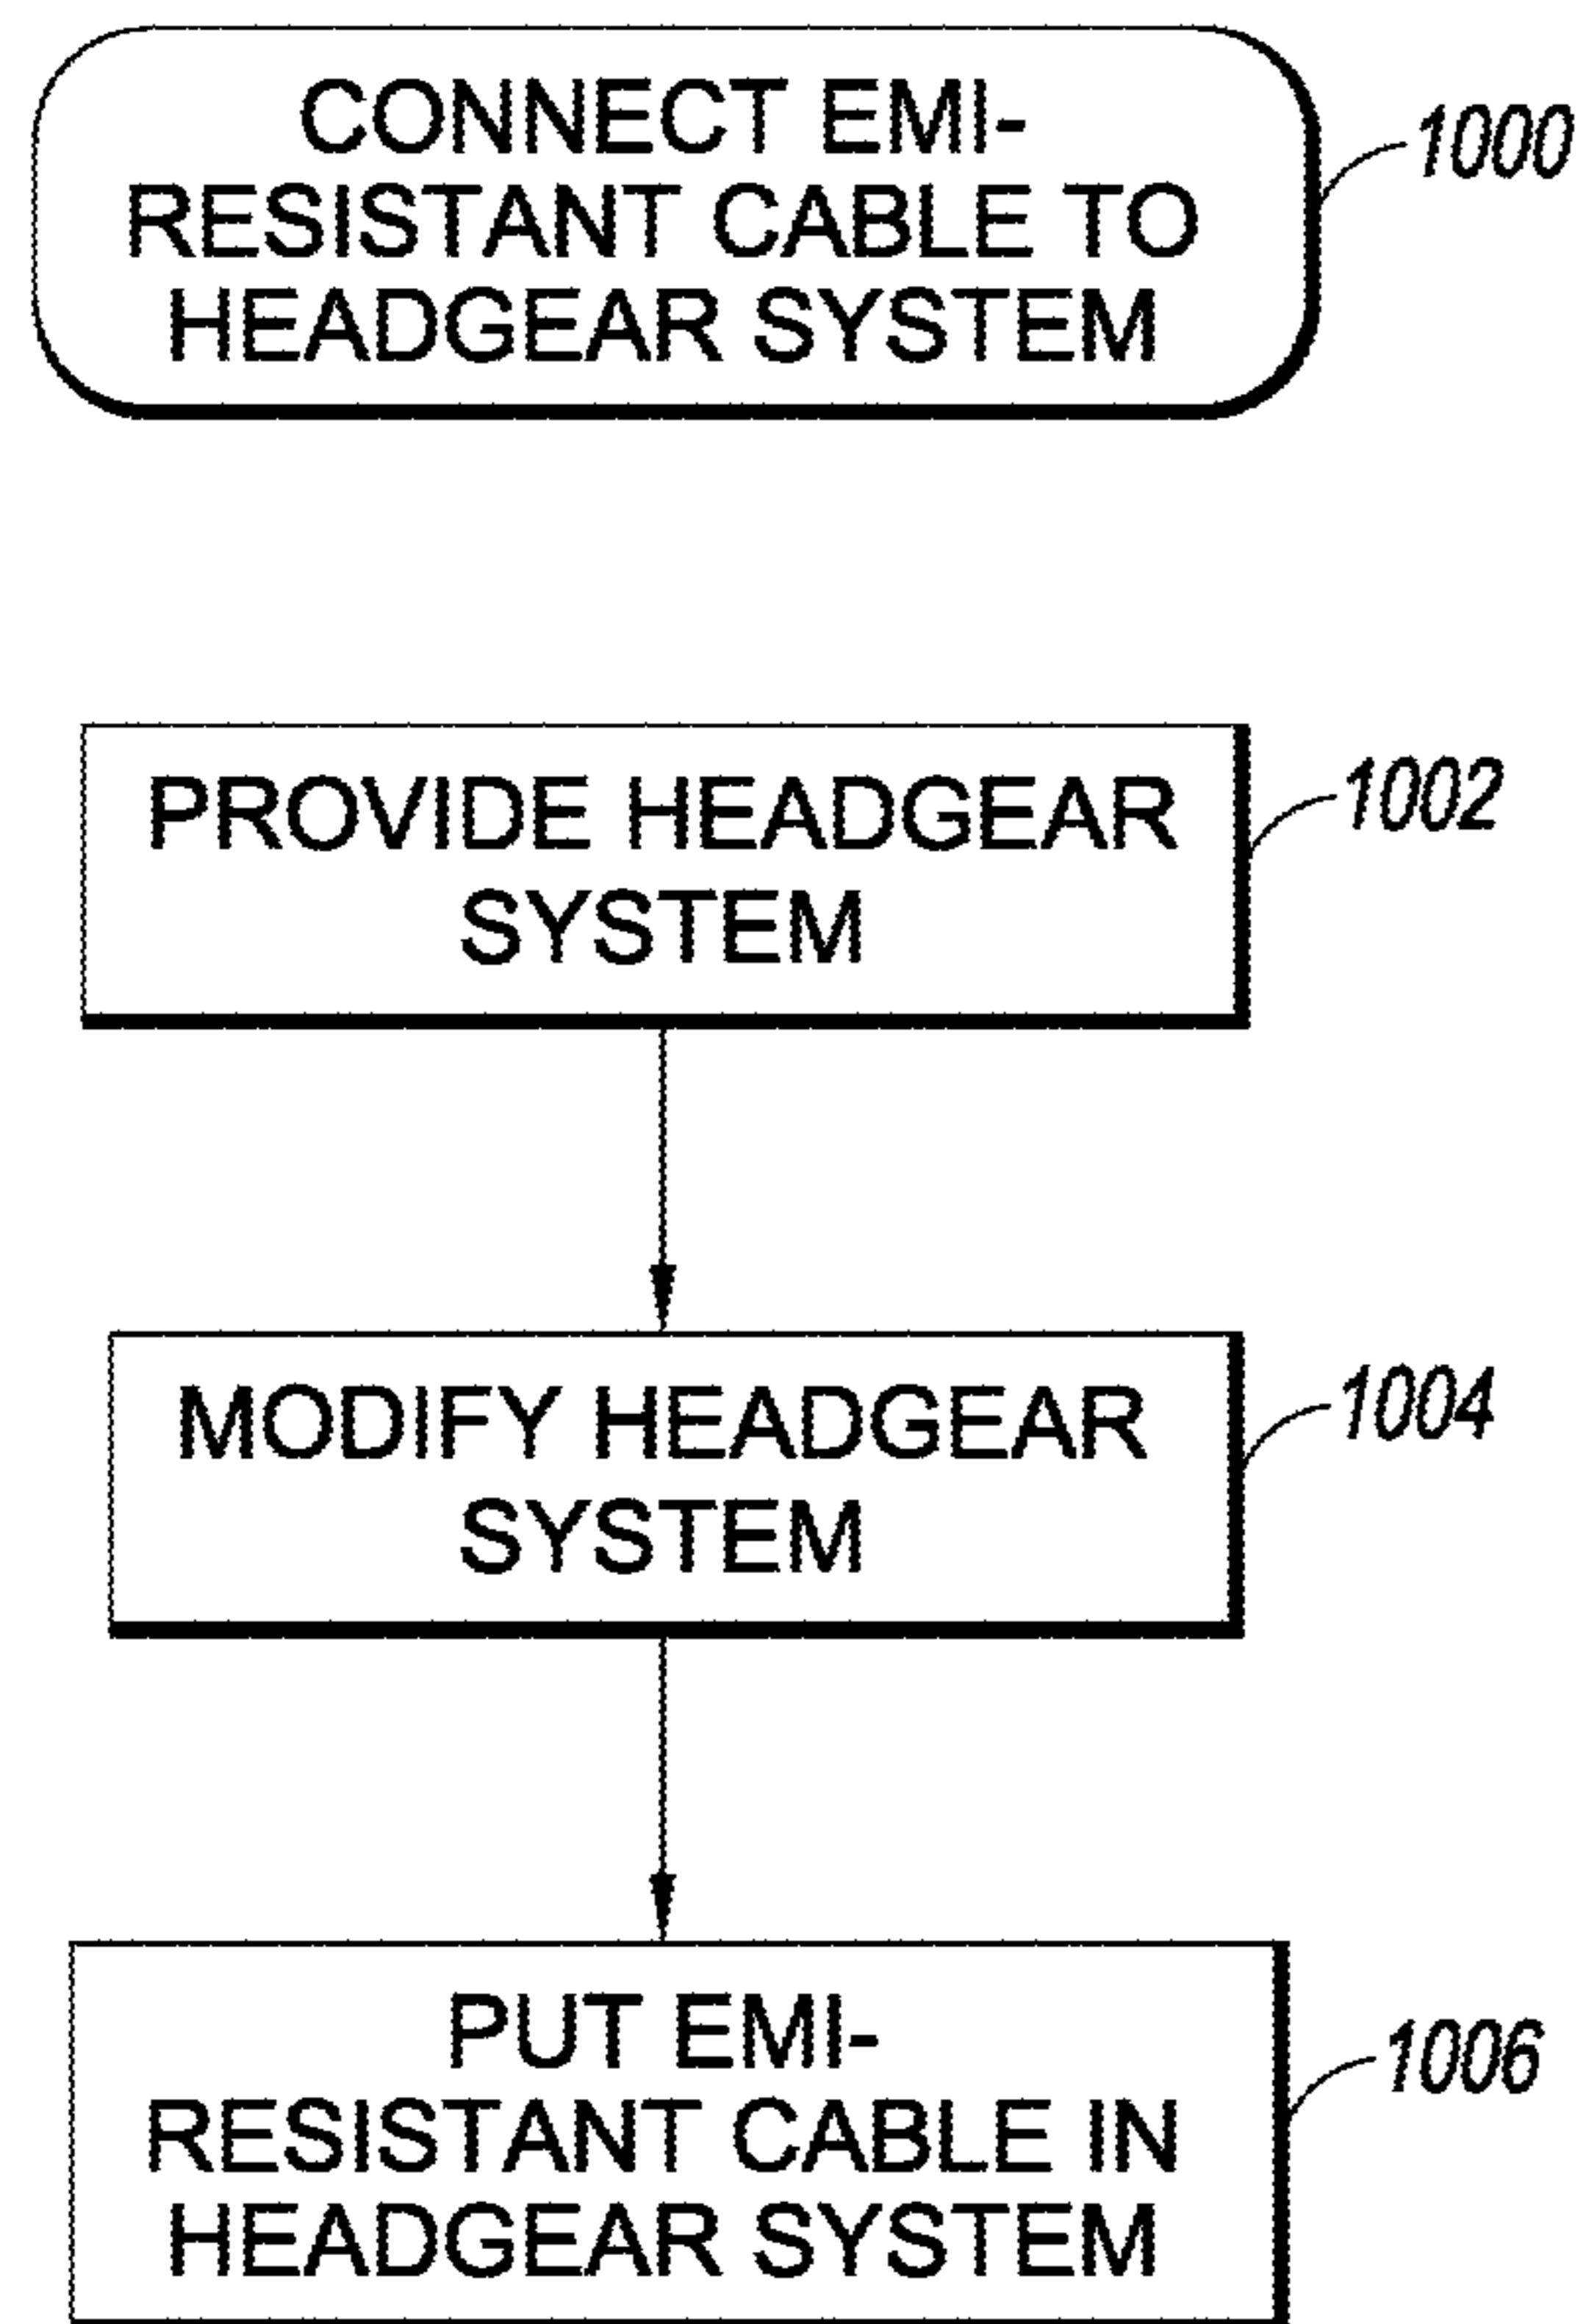 CONNECT EMI-
RESISTANT CABLE TO
HEADGEAR SYSTEM
1000
PROVIDE HEADGEAR
SYSTEM
1002
MODIFY HEADGEAR
SYSTEM
1004
PUT EMI-
RESISTANT CABLE IN
HEADGEAR SYSTEM
1006